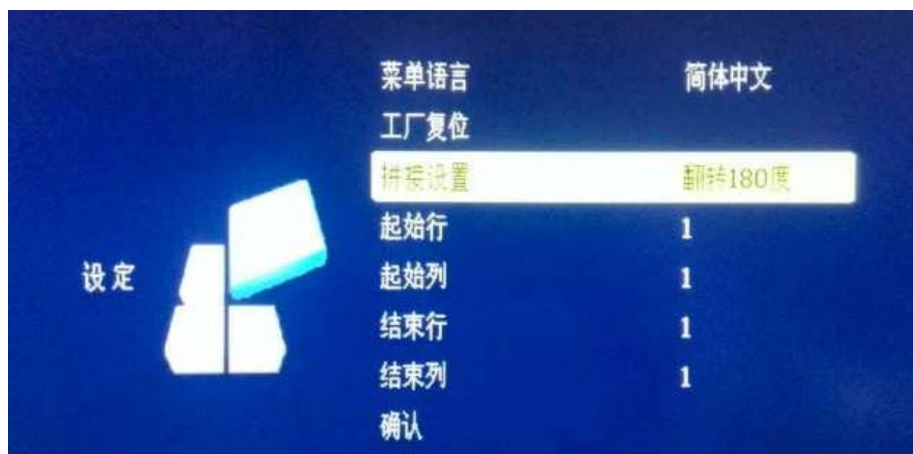 菜单语言 简体中文
工厂复位
拼接设置 翻转180度
起始行 1
起始列 1
设定
结束行 1
结束列 1
确认